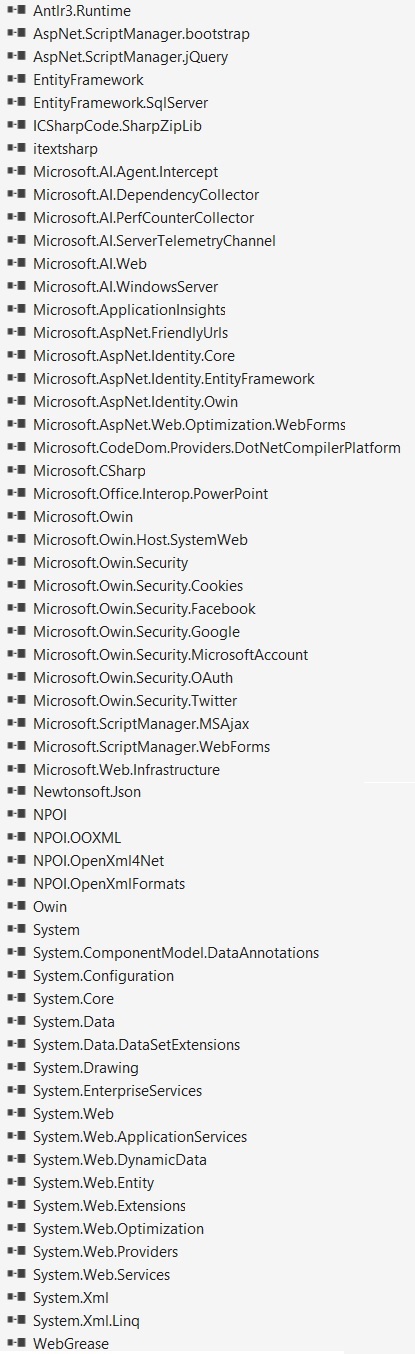 Antlr3.Runtime
AspNet.ScriptManager.bootstrap
AspNet.ScriptManager.jQuery
EntityFramework
EntityFramework.SqlServer
ICSharpCode.SharpZipLib
itextsharp
Microsoft.AI.Agent.Intercept
Microsoft.AI.DependencyCollector
Microsoft.AI.PerfCounterCollector
Microsoft.AI.ServerTelemetryChannel
Microsoft.AI.Web
Microsoft.AI.WindowsServer
Microsoft.ApplicationInsights
Microsoft.AspNet.FriendlyUrls
Microsoft.AspNet.Identity.Core
Microsoft.AspNet.Identity.EntityFramework
Microsoft.AspNet.Identity.Owin
Microsoft.AspNet.Web.Optimization.WebForms
Microsoft.CodeDom.Providers.DotNetCompilerPlatform
Microsoft.CSharp
Microsoft.Office.Interop.PowerPoint
Microsoft.Owin
Microsoft.Owin.Host.SystemWeb
Microsoft.Owin.Security
Microsoft.Owin.Security.Cookies
Microsoft.Owin.Security.Facebook
Microsoft.Owin.Security.Google
Microsoft.Owin.Security.MicrosoftAccount
Microsoft.Owin.Security.OAuth
Microsoft.Owin.Security.Twitter
Microsoft.ScriptManager.MSAjax
Microsoft.ScriptManager.WebForms
Microsoft.Web.Infrastructure
Newtonsoft.Json
NPOI
NPOI.OOXML
NPOI.OpenXml4Net
NPOI.OpenXmlFormats
Owin
System
System.ComponentModel.DataAnnotations
System.Configuration
System.Core
System.Data
System.Data.DataSetExtensions
System.Drawing
System.EnterpriseServices
System.Web
System.Web.ApplicationServices
System.Web.DynamicData
System.Web.Entity
System.Web.Extensions
System.Web.Optimization
System.Web.Providers
System.Web.Services
System.Xml
System.Xml.Linq
WebGrease